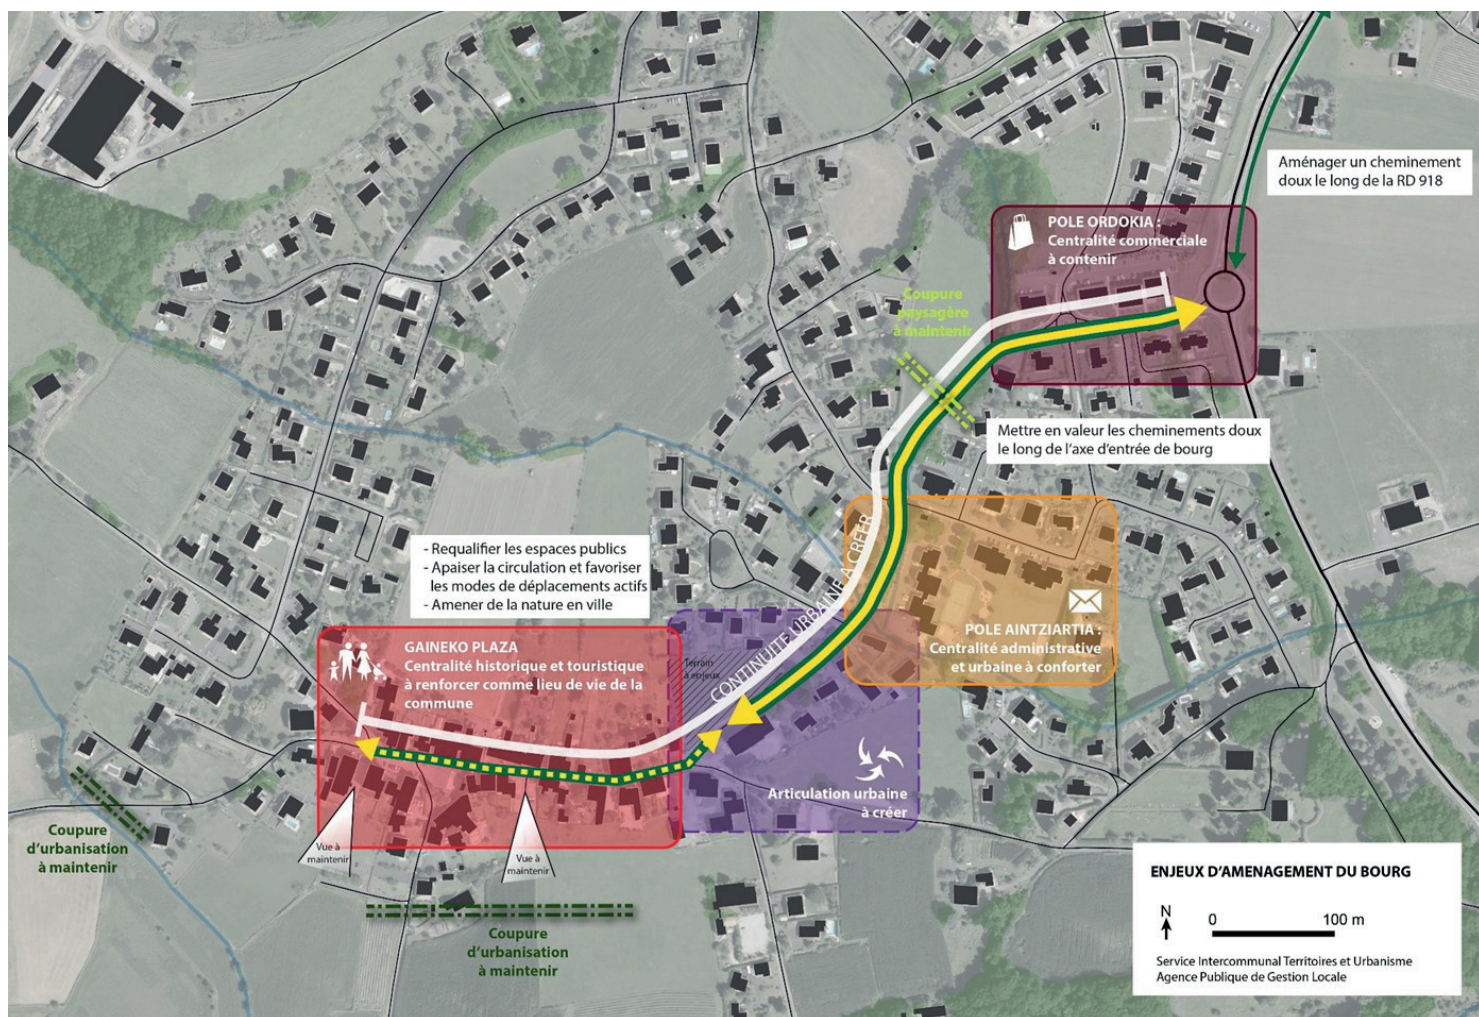 Aménager un cheminement
doux le long de la RD 918
POLE ORDOKIA :
Centralité commerciale
à contenir
Coupure
paysagère
à maintenir
Mettre en valeur les cheminements doux
le long de l'axe d'entrée de bourg
- Requalifier les espaces publics
- Apaiser la circulation et favoriser
les modes de déplacements actifs
- Amener de la nature en ville
CONTINUITE URBAINE A CREER
POLE AINTZIARTIA :
Centralité administrative
et urbaine à conforter
GAINEKO PLAZA
Centralité historique et touristique
à renforcer comme lieu de vie de la
commune
Terrain
à enjeux
Articulation urbaine
à créer
Vue à
maintenir
Vue à
maintenir
Coupure
d'urbanisation
à maintenir
Coupure
d'urbanisation
à maintenir
ENJEUX D'AMENAGEMENT DU BOURG
N
0 100 m
Service Intercommunal Territoires et Urbanisme
Agence Publique de Gestion Locale